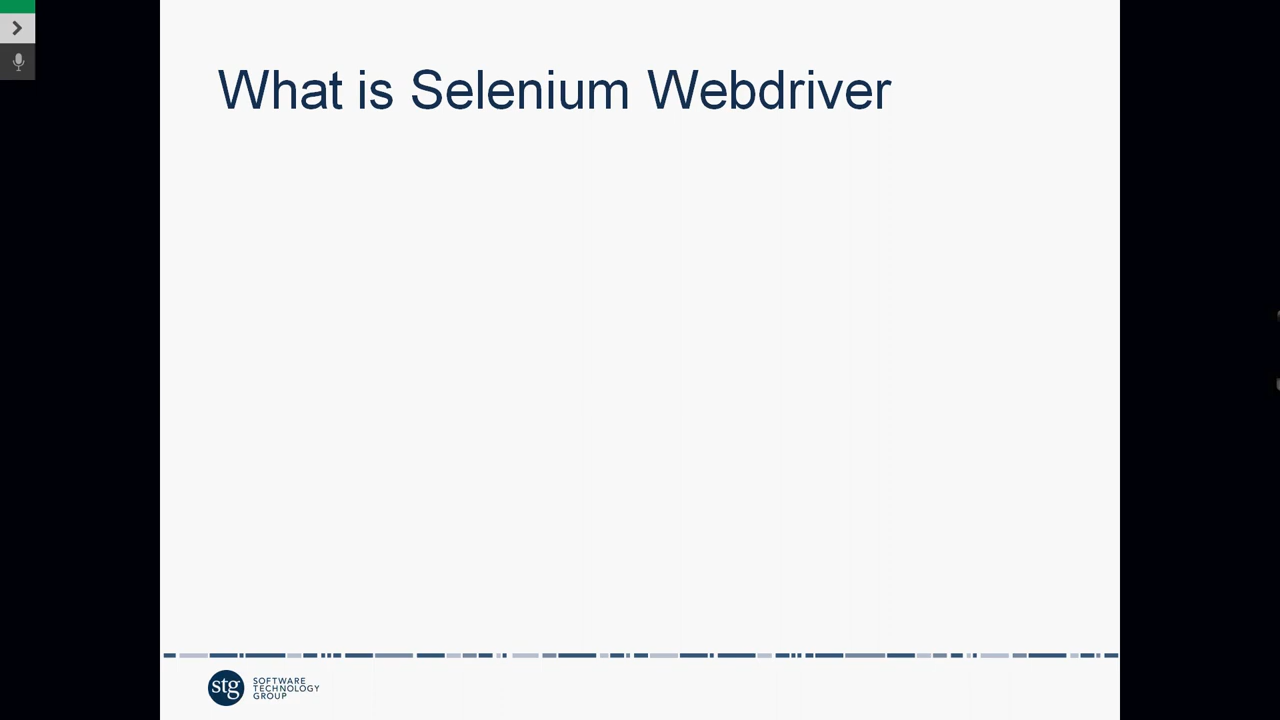 What is Selenium Webdriver
stg
SOFTWARE
TECHNOLOGY
GROUP